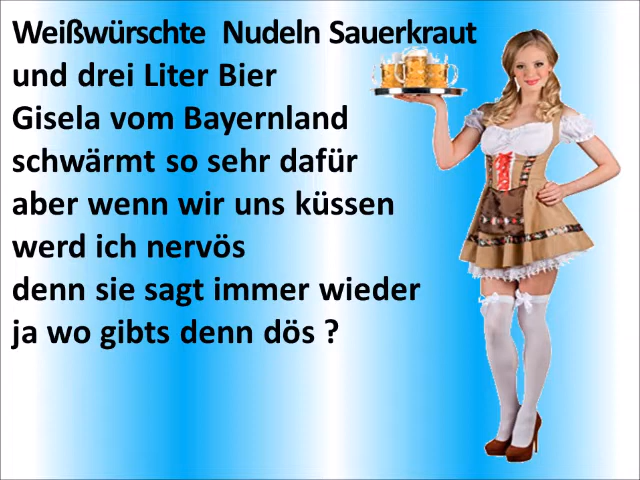 Weißwürschte Nudeln Sauerkraut
und drei Liter Bier
Gisela vom Bayernland
schwärmt so sehr dafür
aber wenn wir uns küssen
werd ich nervös
denn sie sagt immer wieder
ja wo gibts denn dös ?